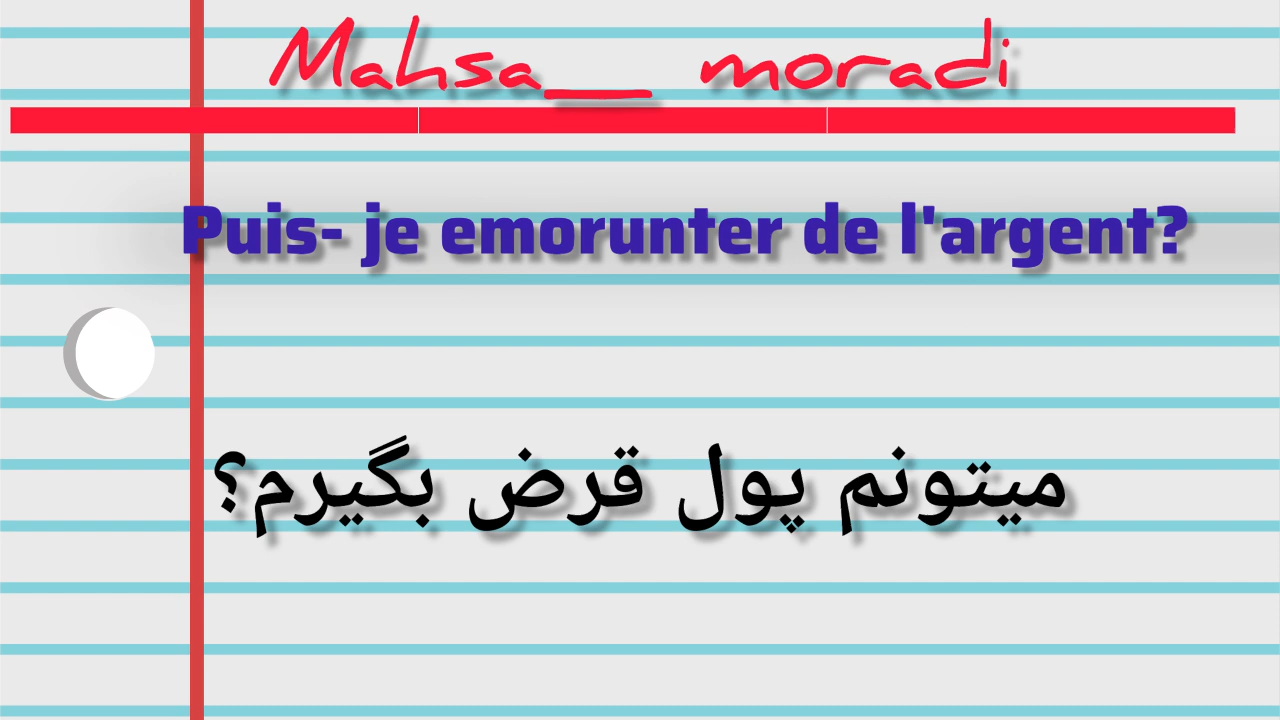 Mahsa__ moradi
Puis- je emorunter de l'argent?
میتونم پول قرض بگیرم؟